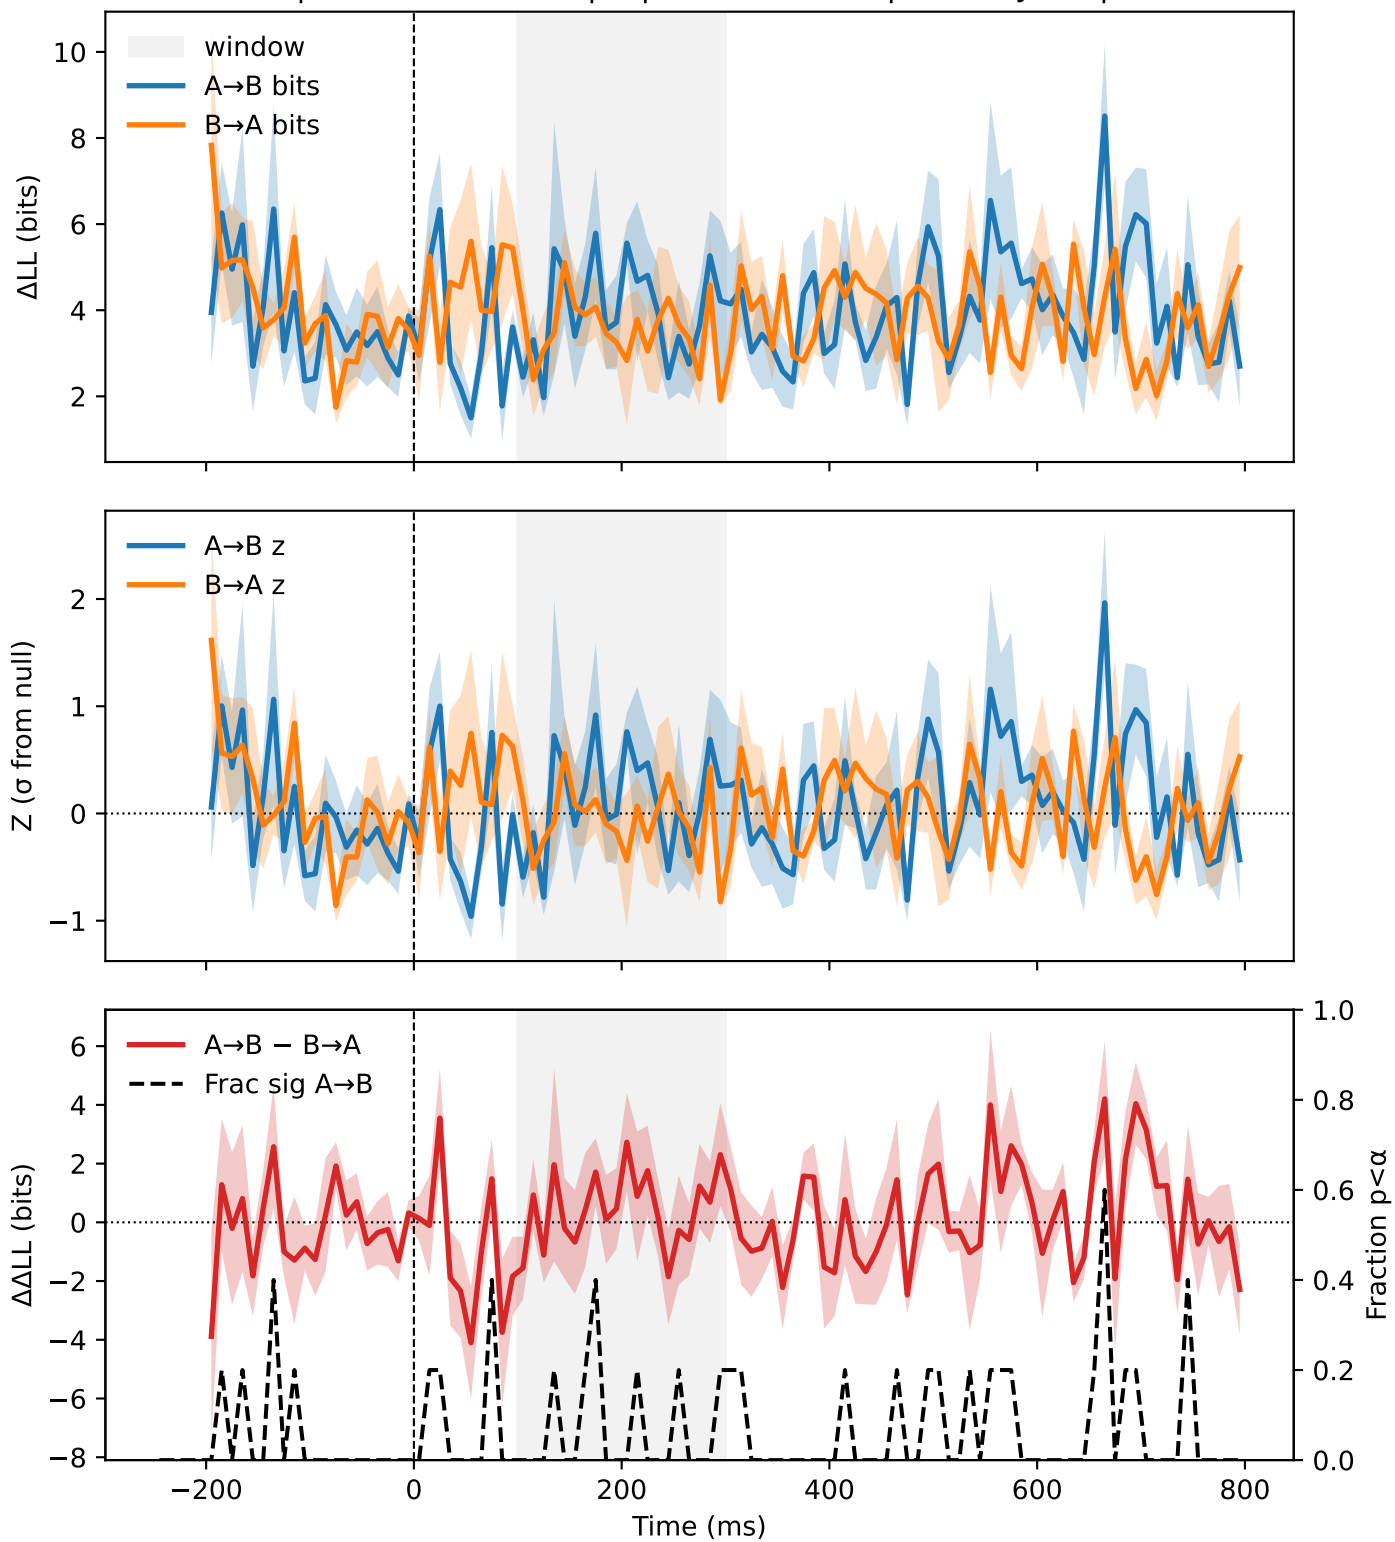 10
8
6
4
2
ΔLL (bits)
window
A→B bits
B→A bits
2
1
0
−1
Z (σ from null)
A→B z
B→A z
6
4
2
0
−2
−4
−6
−8
ΔΔLL (bits)
A→B − B→A
Frac sig A→B
1.0
0.8
0.6
0.4
0.2
0.0
Fraction p<α
−200 0 200 400 600 800
Time (ms)